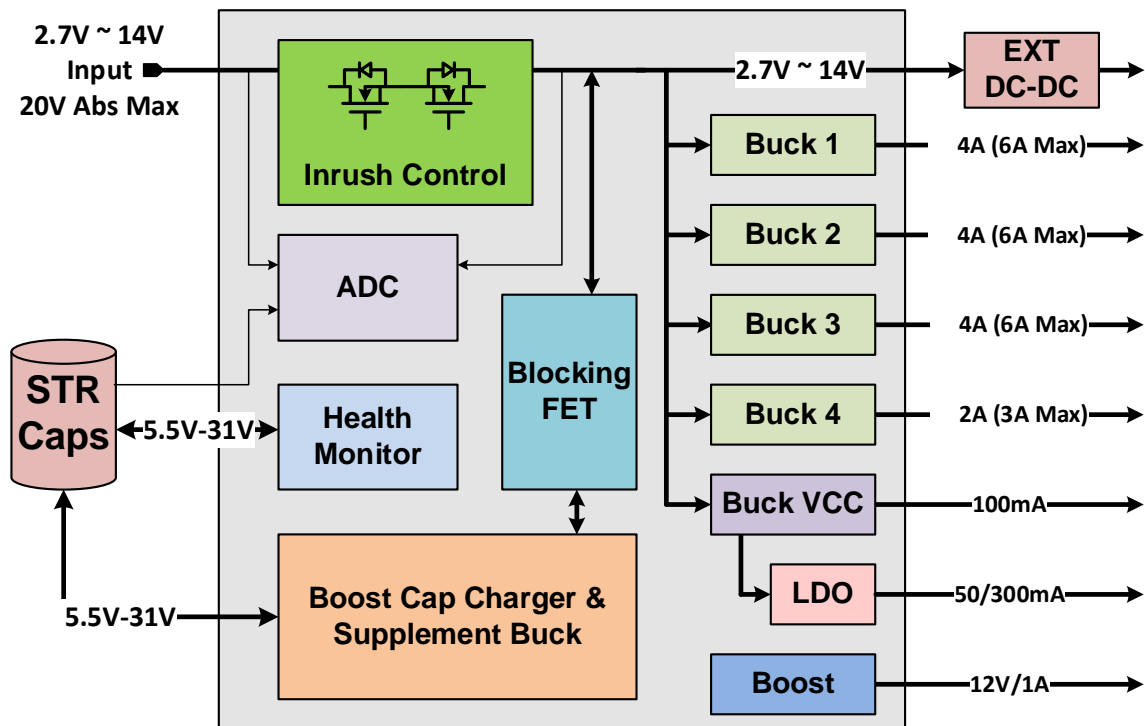 2.7V ~ 14V
Input
20V Abs Max
Inrush Control
2.7V ~ 14V
EXT
DC-DC
Buck 1
4A (6A Max)
Buck 2
4A (6A Max)
ADC
Buck 3
4A (6A Max)
Blocking
FET
STR
Caps
5.5V-31V
Health
Monitor
Buck 4
2A (3A Max)
Buck VCC
100mA
LDO
50/300mA
Boost Cap Charger &
Supplement Buck
5.5V-31V
Boost
12V/1A